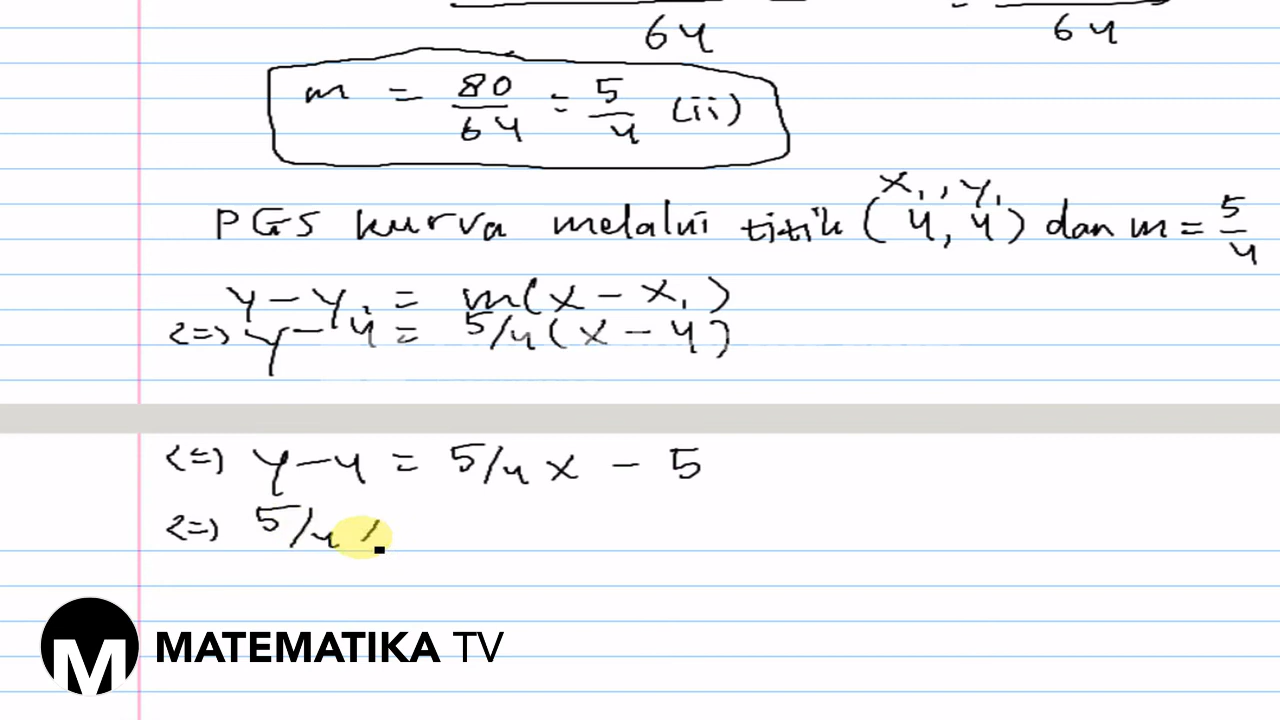 64 64
m = 80/64 = 5/4 (ii)
x₁, y₁
PGS kurva melalui titik (4, 4) dan m = 5/4
y - y₁ = m(x - x₁)
<=> y - 4 = 5/4(x - 4)
<=> y - 4 = 5/4 x - 5
<=> 5/4
M MATEMATIKA TV